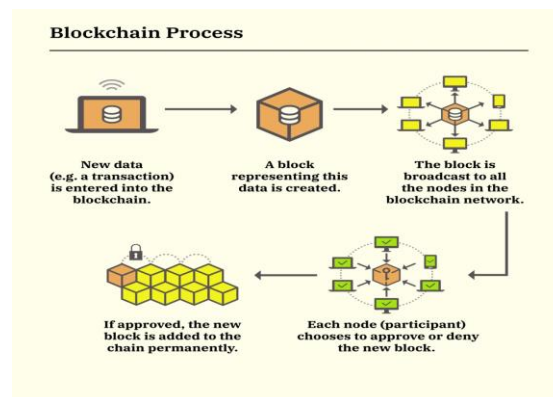 Blockchain Process
New data
(e.g. a transaction)
is entered into the
blockchain.
A block
representing this
data is created.
The block is
broadcast to all
the nodes in the
blockchain network.
If approved, the new
block is added to the
chain permanently.
Each node (participant)
chooses to approve or deny
the new block.